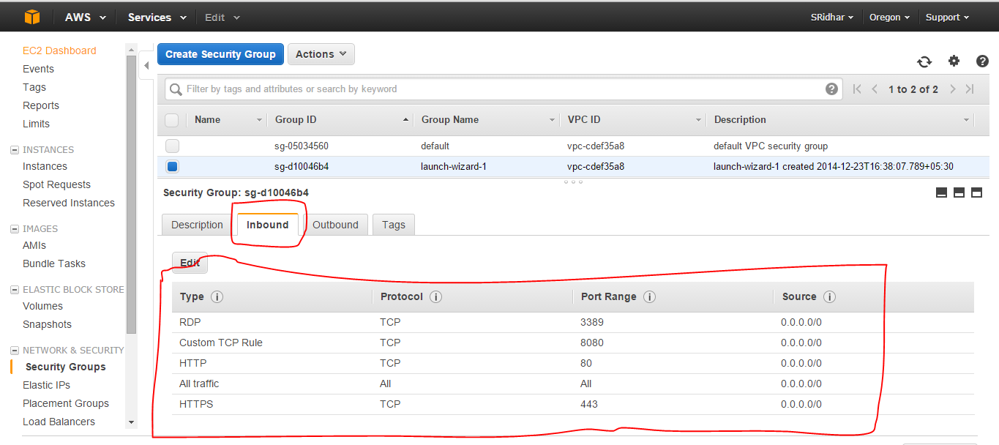 AWS Services Edit SRidhar Oregon Support
EC2 Dashboard
Events
Tags
Reports
Limits
INSTANCES
Instances
Spot Requests
Reserved Instances
IMAGES
AMIs
Bundle Tasks
ELASTIC BLOCK STORE
Volumes
Snapshots
NETWORK & SECURITY
Security Groups
Elastic IPs
Placement Groups
Load Balancers
Create Security Group Actions
Filter by tags and attributes or search by keyword 1 to 2 of 2
Name Group ID Group Name VPC ID Description
sg-05034560 default vpc-cdef35a8 default VPC security group
sg-d10046b4 launch-wizard-1 vpc-cdef35a8 launch-wizard-1 created 2014-12-23T16:38:07.789+05:30
Security Group: sg-d10046b4
Description Inbound Outbound Tags
Edit
Type Protocol Port Range Source
RDP TCP 3389 0.0.0.0/0
Custom TCP Rule TCP 8080 0.0.0.0/0
HTTP TCP 80 0.0.0.0/0
All traffic All All 0.0.0.0/0
HTTPS TCP 443 0.0.0.0/0